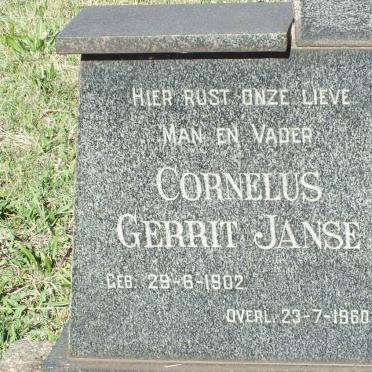 HIER RUST ONZE LIEVE
MAN EN VADER
CORNELUS
GERRIT JANSE
GEB. 29-6-1902
OVERL. 23-7-1960